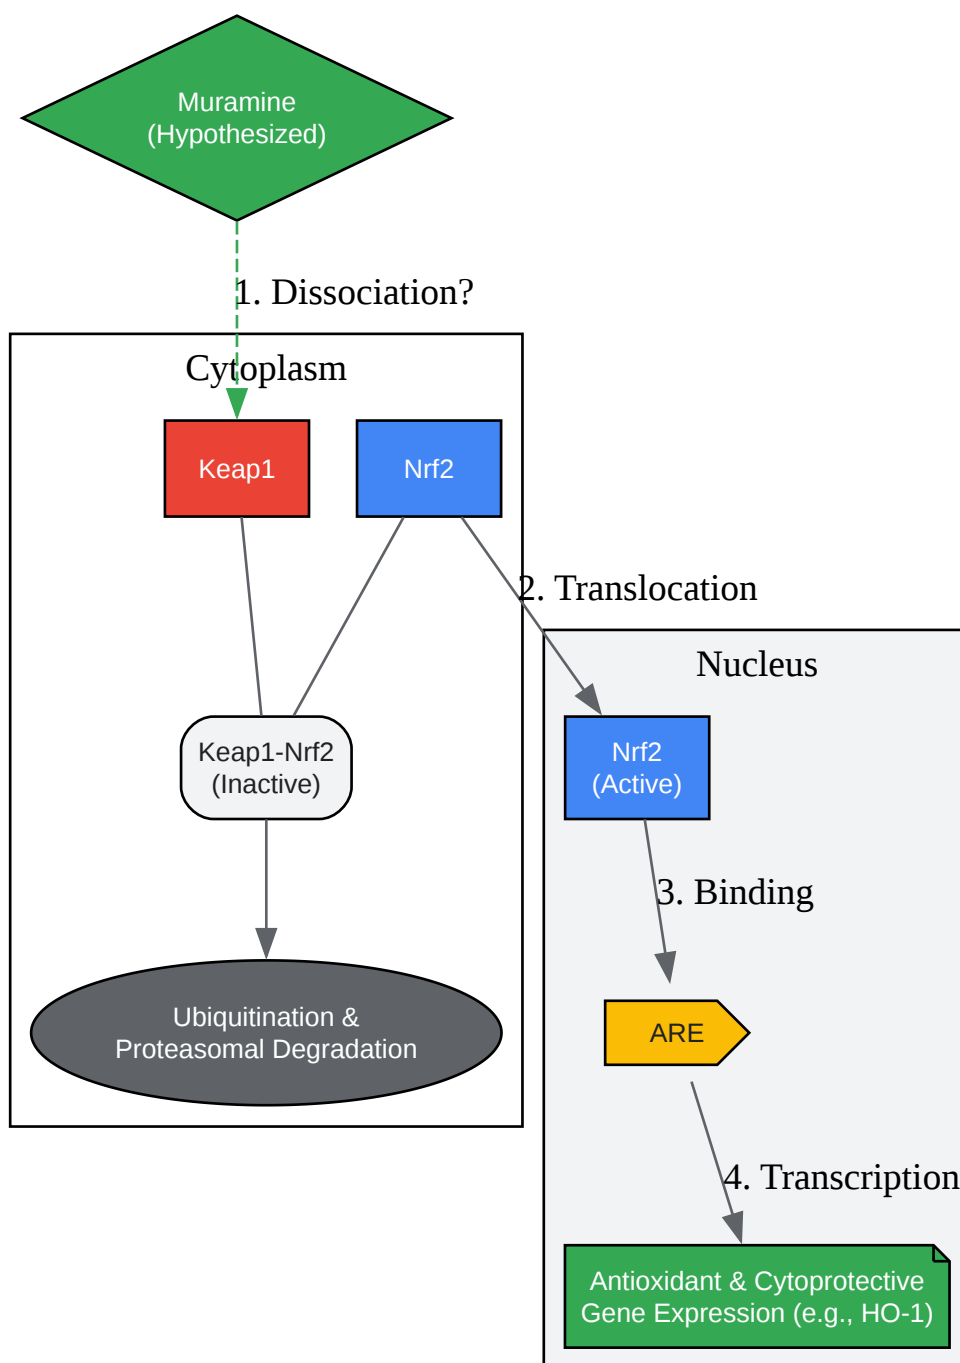 Muramine
(Hypothesized)
1. Dissociation?
Cytoplasm
Keap1
Nrf2
2. Translocation
Nucleus
Keap1-Nrf2
(Inactive)
Nrf2
(Active)
3. Binding
Ubiquitination &
Proteasomal Degradation
ARE
4. Transcription
Antioxidant & Cytoprotective
Gene Expression (e.g., HO-1)